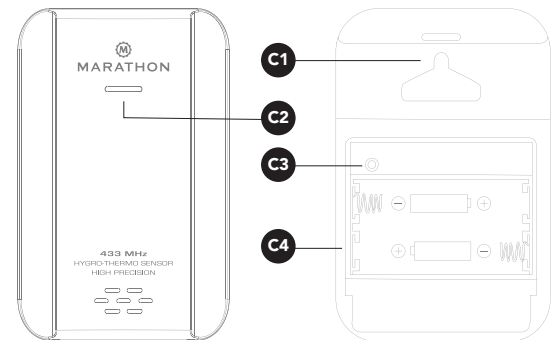 MARATHON
433 MHz
HYGRO-THERMO SENSOR
HIGH PRECISION
C1
C2
C3
C4